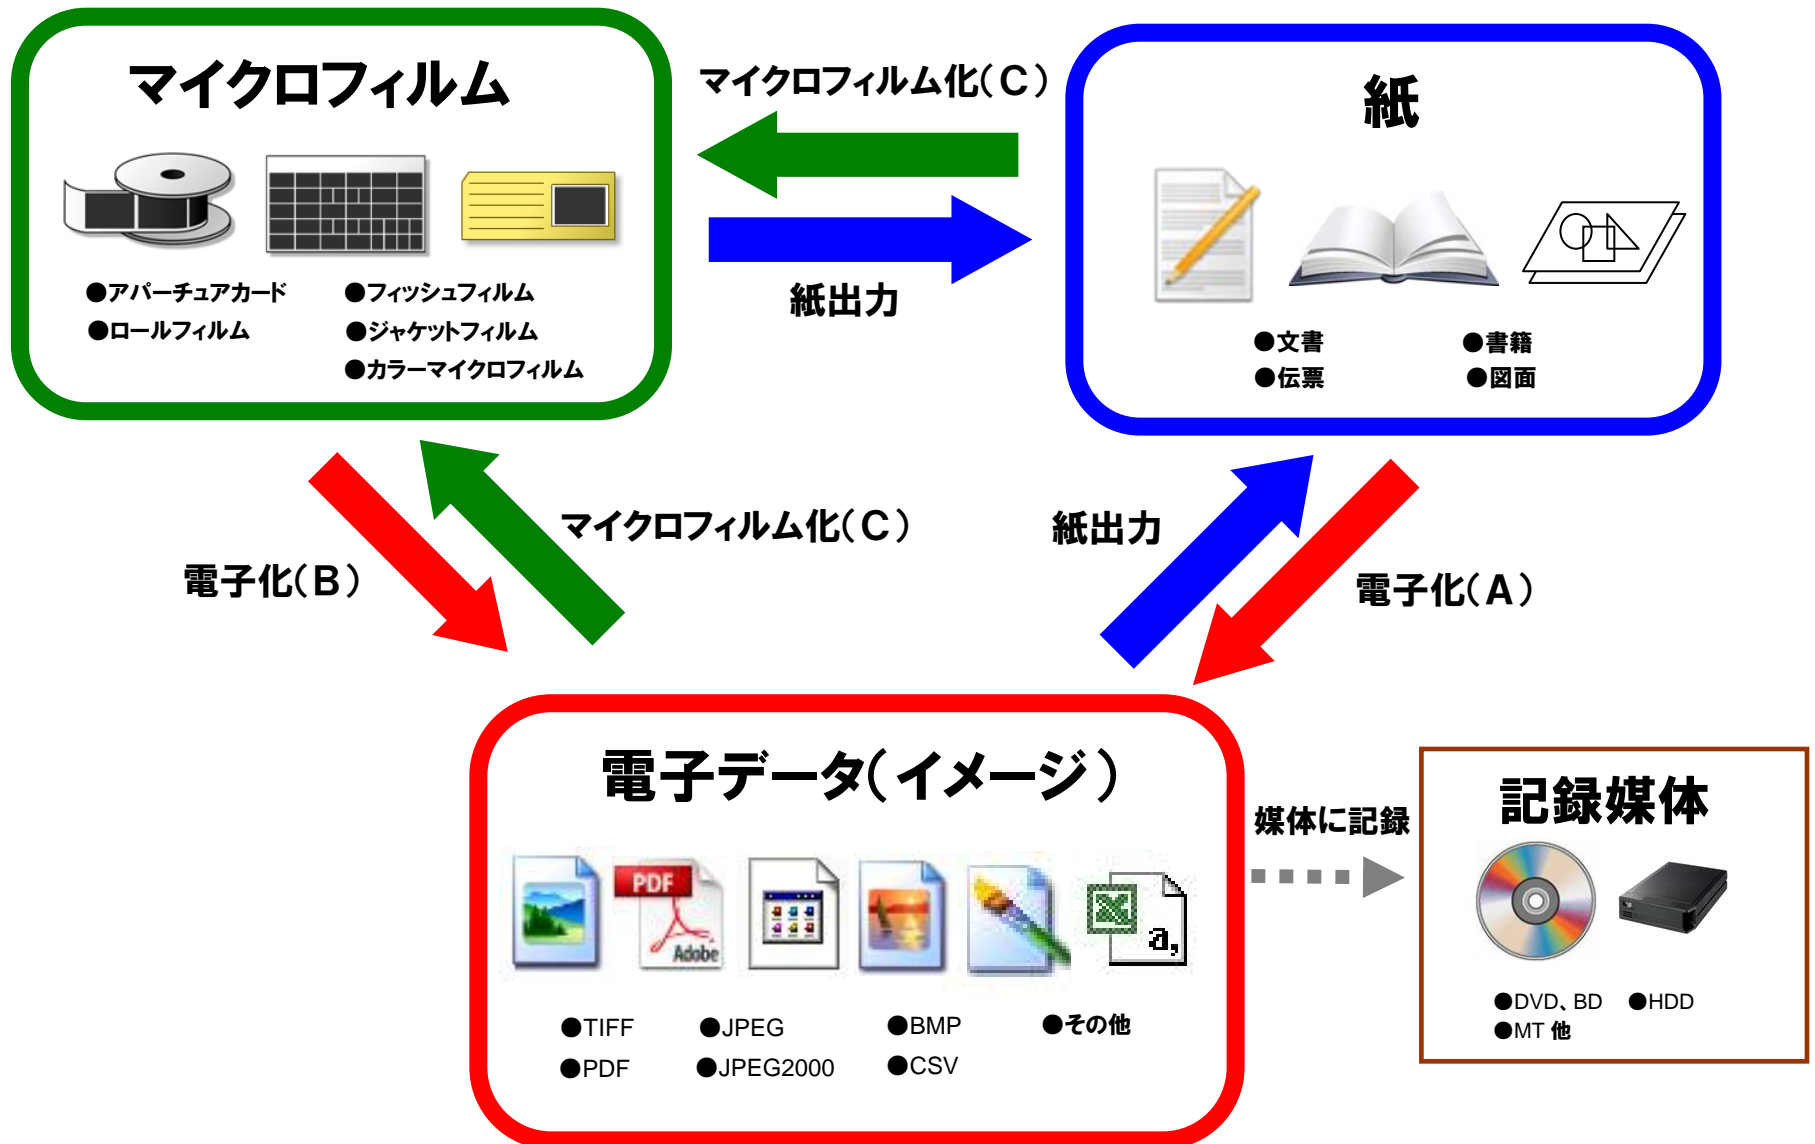 マイクロフィルム
●アパーチュアカード
●ロールフィルム
●フィッシュフィルム
●ジャケットフィルム
●カラーマイクロフィルム
マイクロフィルム化(C)
紙出力
紙
●文書
●伝票
●書籍
●図面
電子化(B)
マイクロフィルム化(C)
紙出力
電子化(A)
電子データ(イメージ)
PDF
Adobe
a,
●TIFF
●PDF
●JPEG
●JPEG2000
●BMP
●CSV
●その他
媒体に記録
記録媒体
●DVD、BD ●HDD
●MT 他